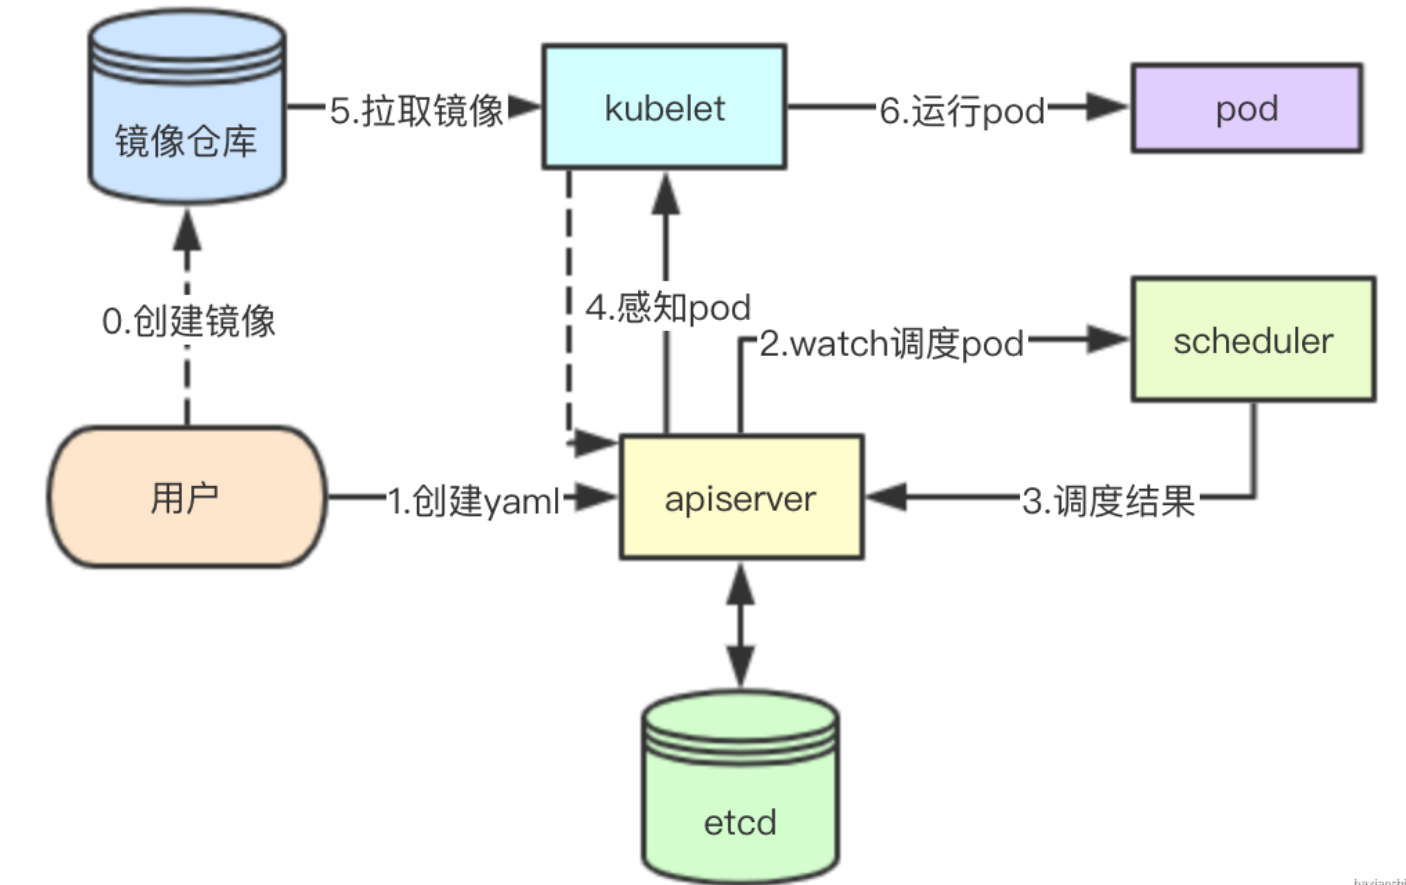 5.拉取镜像
kubelet
6.运行pod
pod
镜像仓库
0.创建镜像
4.感知pod
2.watch调度pod
scheduler
用户
1.创建yaml
apiserver
3.调度结果
etcd